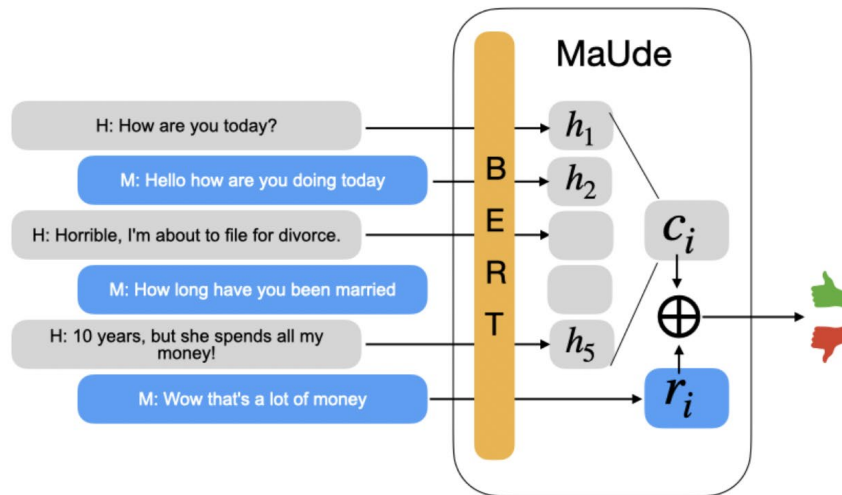 MaUde
H: How are you today?
M: Hello how are you doing today
H: Horrible, I'm about to file for divorce.
M: How long have you been married
H: 10 years, but she spends all my
money!
M: Wow that's a lot of money
B
E
R
T
h₁
h₂
h₅
cᵢ
rᵢ